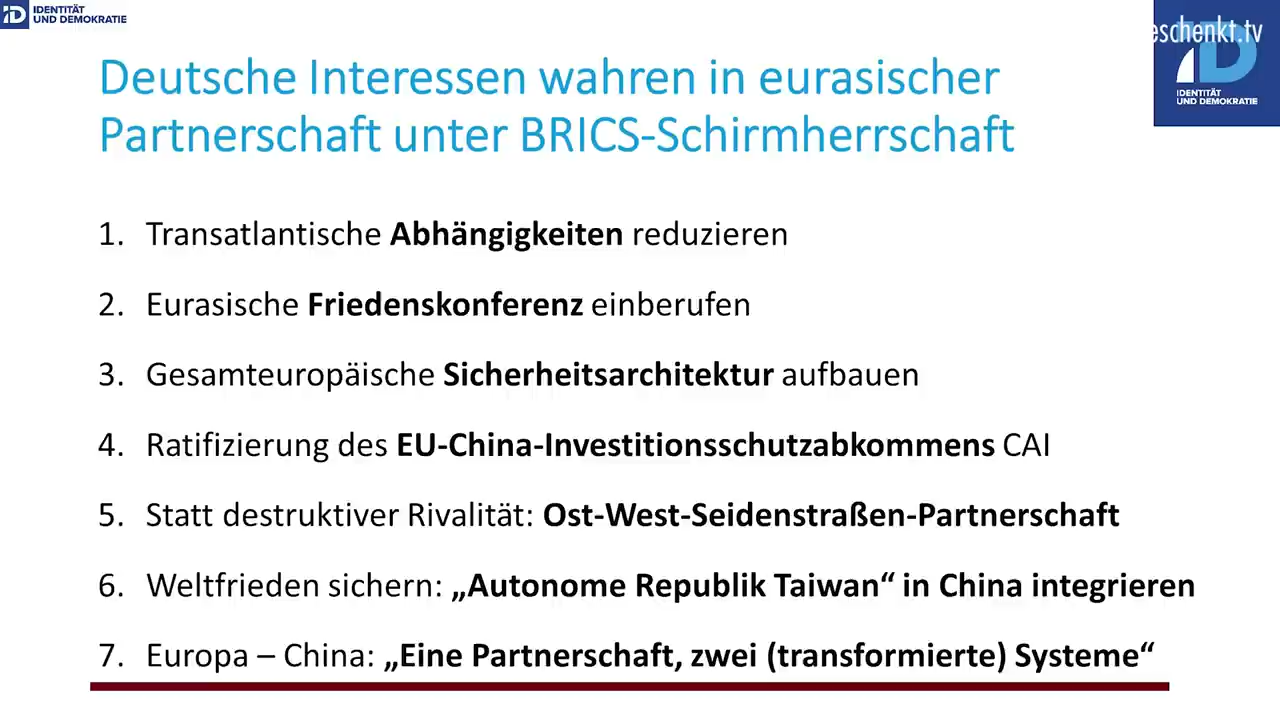 iD IDENTITÄT
UND DEMOKRATIE
eschenkt.tv
iD
IDENTITÄT
UND DEMOKRATIE
Deutsche Interessen wahren in eurasischer
Partnerschaft unter BRICS-Schirmherrschaft
1. Transatlantische Abhängigkeiten reduzieren
2. Eurasische Friedenskonferenz einberufen
3. Gesamteuropäische Sicherheitsarchitektur aufbauen
4. Ratifizierung des EU-China-Investitionsschutzabkommens CAI
5. Statt destruktiver Rivalität: Ost-West-Seidenstraßen-Partnerschaft
6. Weltfrieden sichern: „Autonome Republik Taiwan“ in China integrieren
7. Europa – China: „Eine Partnerschaft, zwei (transformierte) Systeme“